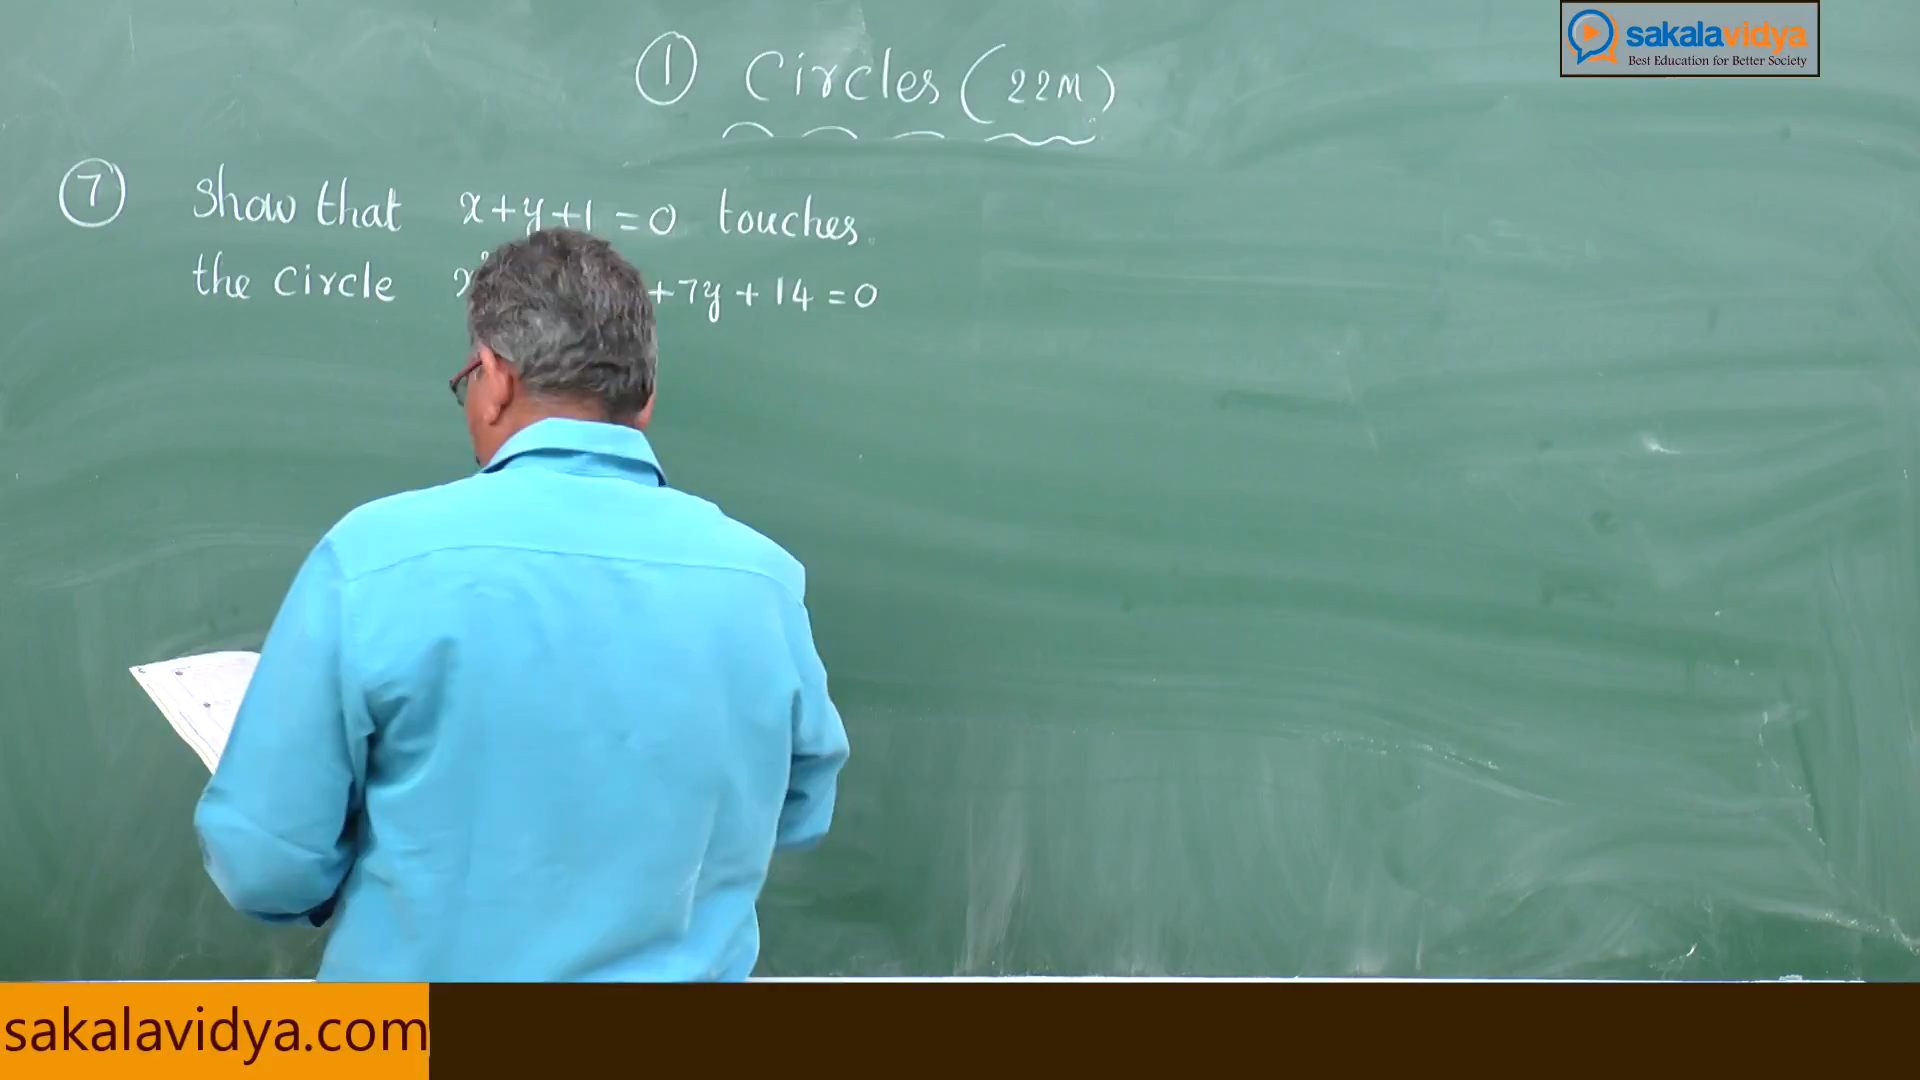 sakalavidya
Best Education for Better Society
① Circles (22M)
⑦ Show that x+y+1=0 touches
the circle x² +7y+14=0
sakalavidya.com